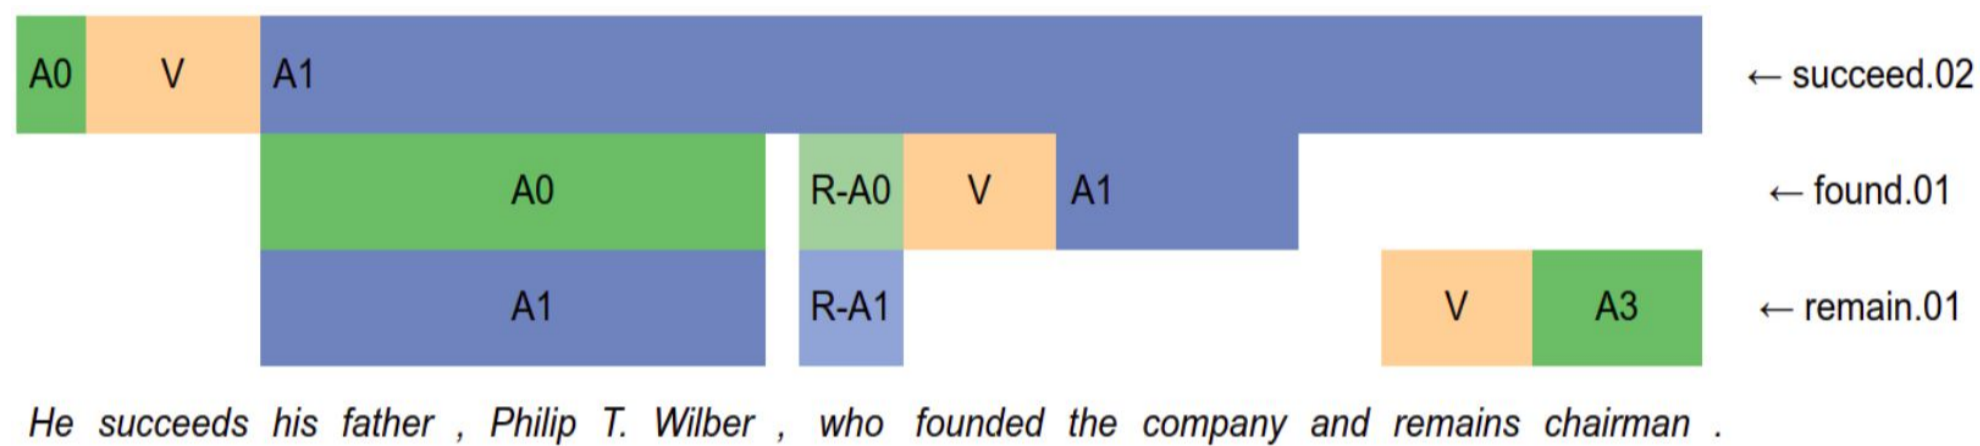 A0 V A1 ← succeed.02
A0 R-A0 V A1 ← found.01
A1 R-A1 V A3 ← remain.01
He succeeds his father , Philip T. Wilber , who founded the company and remains chairman .